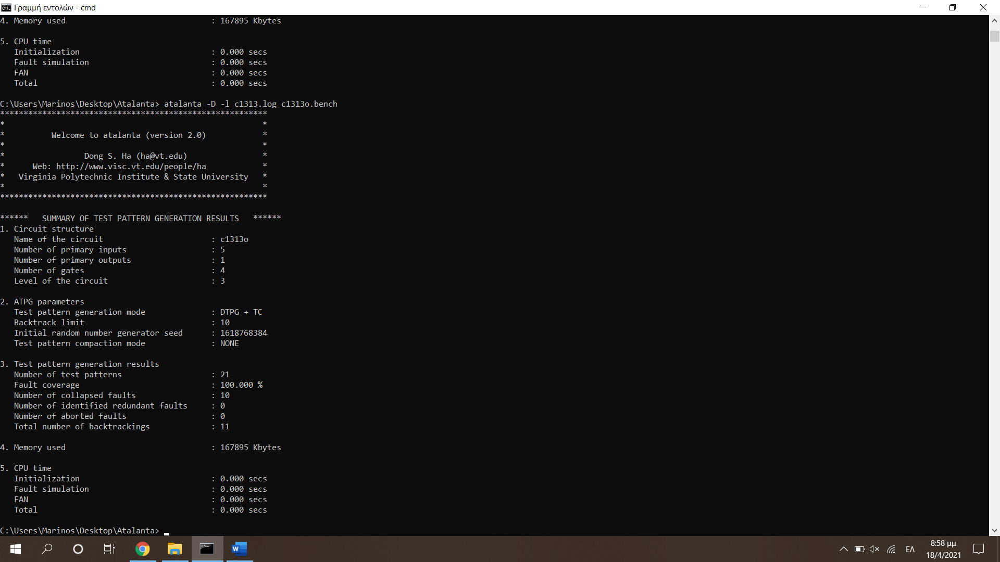 Γραμμή εντολών - cmd
4. Memory used : 167895 Kbytes
5. CPU time
Initialization : 0.000 secs
Fault simulation : 0.000 secs
FAN : 0.000 secs
Total : 0.000 secs
C:\Users\Marinos\Desktop\Atalanta> atalanta -D -l c1313.log c1313o.bench
*********************************************************
* *
* Welcome to atalanta (version 2.0) *
* *
* Dong S. Ha (ha@vt.edu) *
* Web: http://www.visc.vt.edu/people/ha *
* Virginia Polytechnic Institute & State University *
* *
*********************************************************
****** SUMMARY OF TEST PATTERN GENERATION RESULTS ******
1. Circuit structure
Name of the circuit : c1313o
Number of primary inputs : 5
Number of primary outputs : 1
Number of gates : 4
Level of the circuit : 3
2. ATPG parameters
Test pattern generation mode : DTPG + TC
Backtrack limit : 10
Initial random number generator seed : 1618768384
Test pattern compaction mode : NONE
3. Test pattern generation results
Number of test patterns : 21
Fault coverage : 100.000 %
Number of collapsed faults : 10
Number of identified redundant faults : 0
Number of aborted faults : 0
Total number of backtrackings : 11
4. Memory used : 167895 Kbytes
5. CPU time
Initialization : 0.000 secs
Fault simulation : 0.000 secs
FAN : 0.000 secs
Total : 0.000 secs
C:\Users\Marinos\Desktop\Atalanta>
ΕΛ
8:58 μμ
18/4/2021